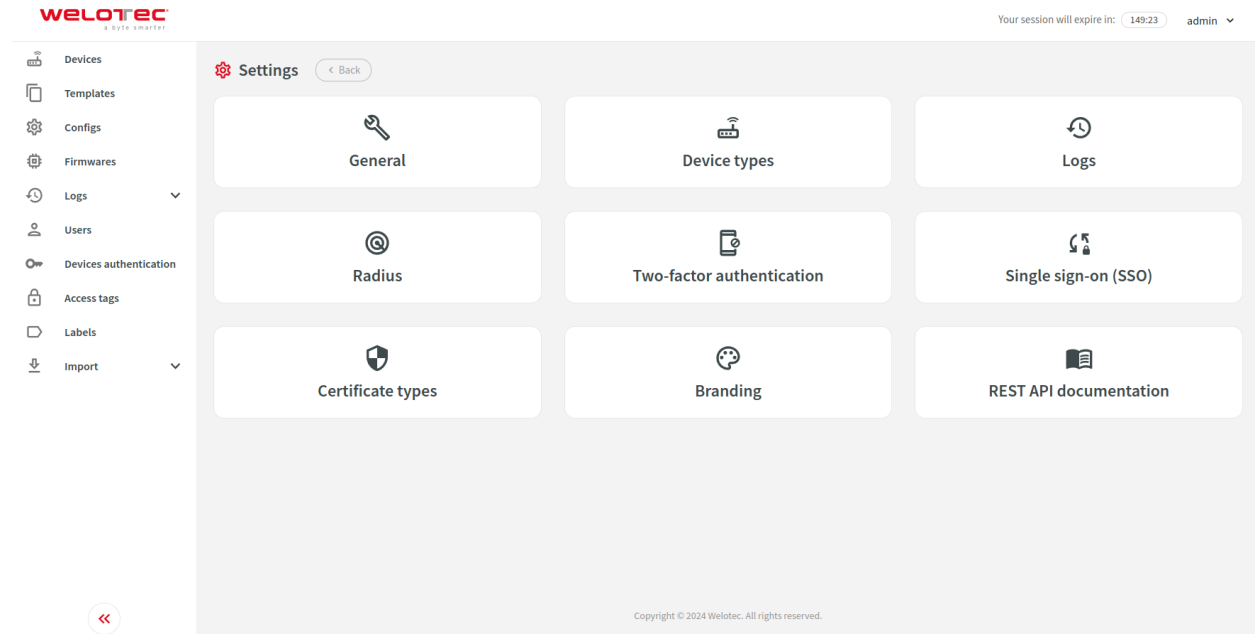 WELOTEC
a byte smarter
Your session will expire in: 149:23 admin
Devices
Templates
Configs
Firmwares
Logs
Users
Devices authentication
Access tags
Labels
Import
Settings
Back
General
Device types
Logs
Radius
Two-factor authentication
Single sign-on (SSO)
Certificate types
Branding
REST API documentation
Copyright © 2024 Welotec. All rights reserved.